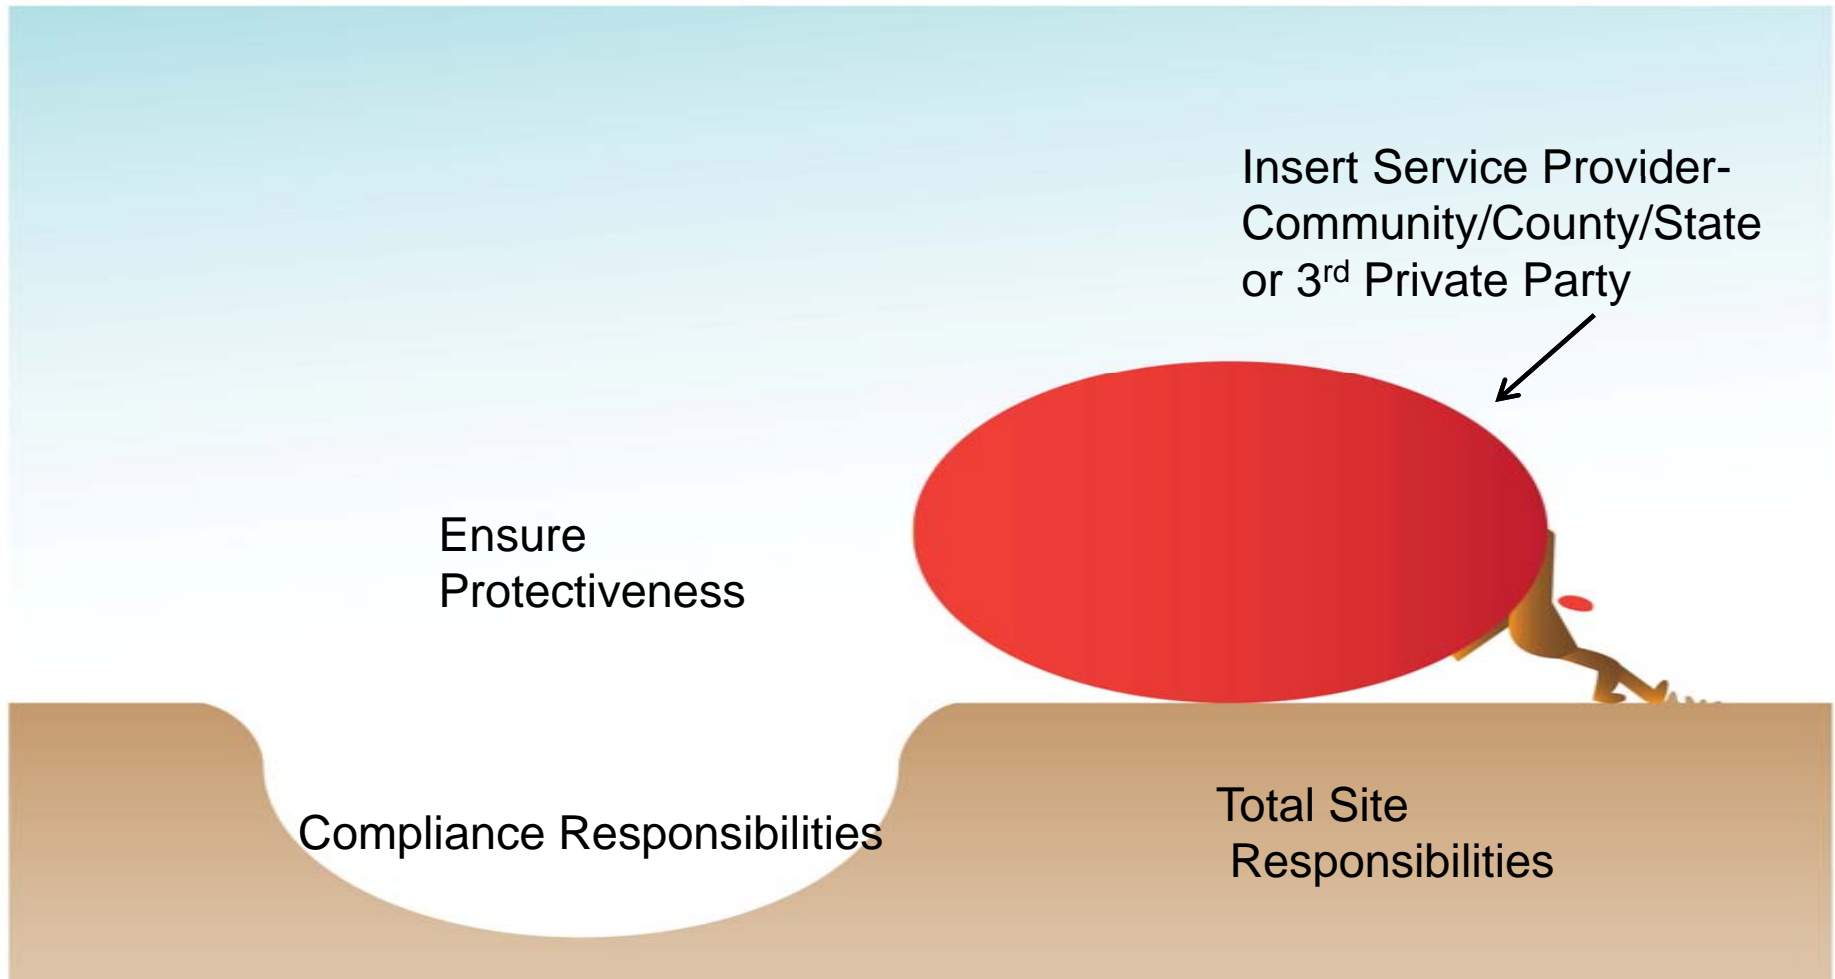 Insert Service Provider-
Community/County/State
or 3rd Private Party
Ensure
Protectiveness
Compliance Responsibilities
Total Site
Responsibilities